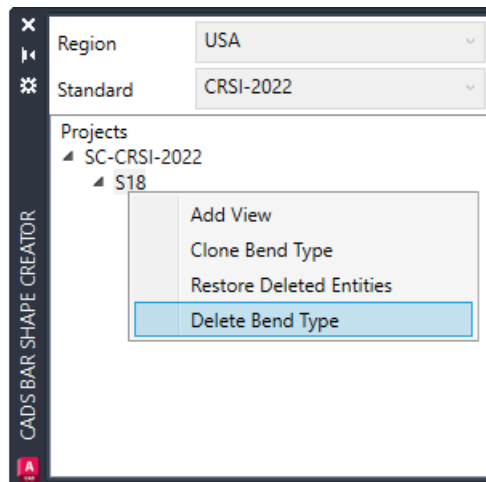 Region USA
Standard CRSI-2022
Projects
SC-CRSI-2022
S18
Add View
Clone Bend Type
Restore Deleted Entities
Delete Bend Type
CADS BAR SHAPE CREATOR
A
CAD